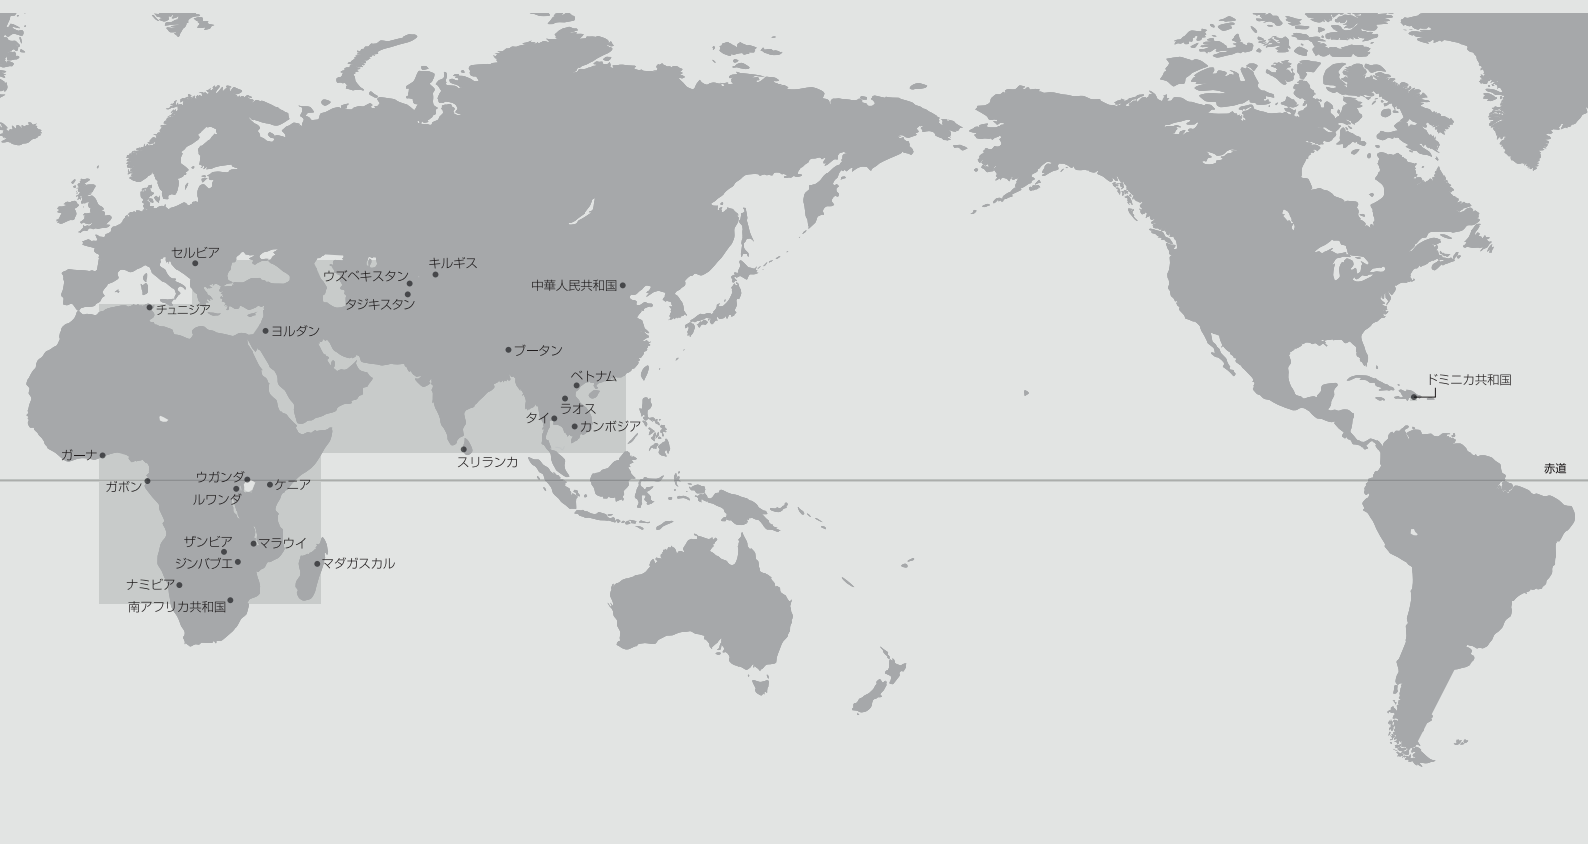 セルビア
キルギス
ウズベキスタン
中華人民共和国
タジキスタン
チュニジア
ヨルダン
ブータン
ベトナム
ドミニカ共和国
ラオス
タイ
カンボジア
ガーナ
スリランカ
赤道
ウガンダ
ガボン
ケニア
ルワンダ
ザンビア
マラウイ
ジンバブエ
マダガスカル
ナミビア
南アフリカ共和国